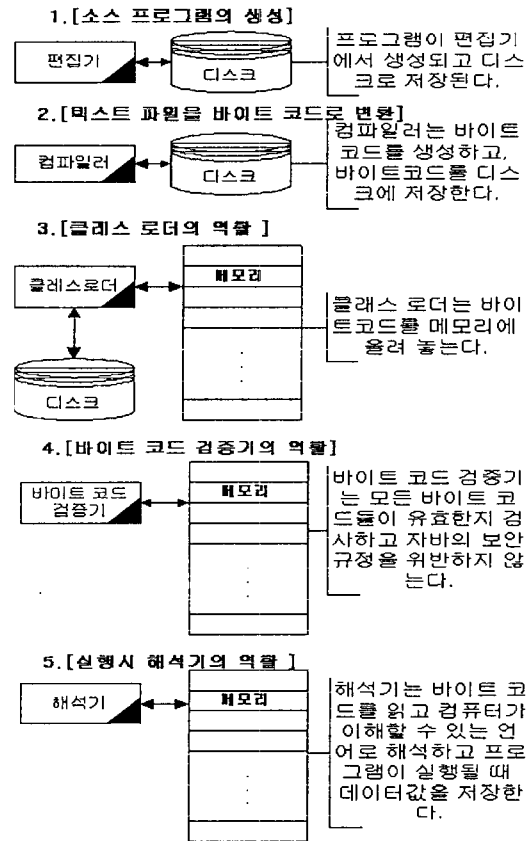 1.[소스 프로그램의 생성]
편집기
디스크
프로그램이 편집기
에서 생성되고 디스
크로 저장된다.
2.[텍스트 파일을 바이트 코드로 변환]
컴파일러
디스크
컴파일러는 바이트
코드를 생성하고,
바이트코드를 디스
크에 저장한다.
3.[클래스 로더의 역할 ]
클레스로더
메모리
디스크
클래스 로더는 바이
트코드를 메모리에
올려 놓는다.
4.[바이트 코드 검증기의 역할]
바이트 코드
검증기
메모리
바이트 코드 검증기
는 모든 바이트 코
드들이 유효한지 검
사하고 자바의 보안
규정을 위반하지 않
는다.
5.[실행시 해석기의 역할 ]
해석기
메모리
해석기는 바이트 코
드를 읽고 컴퓨터가
이해할 수 있는 언
어로 해석하고 프로
그램이 실행될 때
데이터값을 저장한
다.